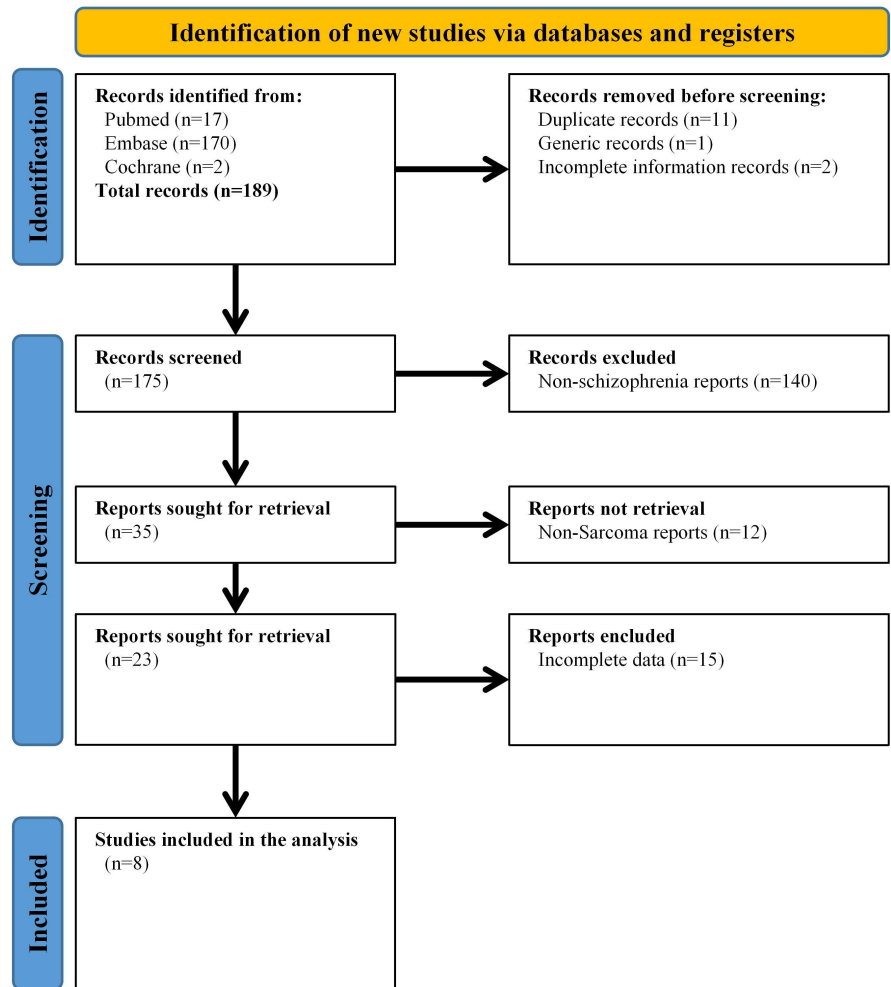 Identification of new studies via databases and registers
Identification
Records identified from:
Pubmed (n=17)
Embase (n=170)
Cochrane (n=2)
Total records (n=189)
Records removed before screening:
Duplicate records (n=11)
Generic records (n=1)
Incomplete information records (n=2)
Screening
Records screened
(n=175)
Records excluded
Non-schizophrenia reports (n=140)
Reports sought for retrieval
(n=35)
Reports not retrieval
Non-Sarcoma reports (n=12)
Reports sought for retrieval
(n=23)
Reports encluded
Incomplete data (n=15)
Included
Studies included in the analysis
(n=8)